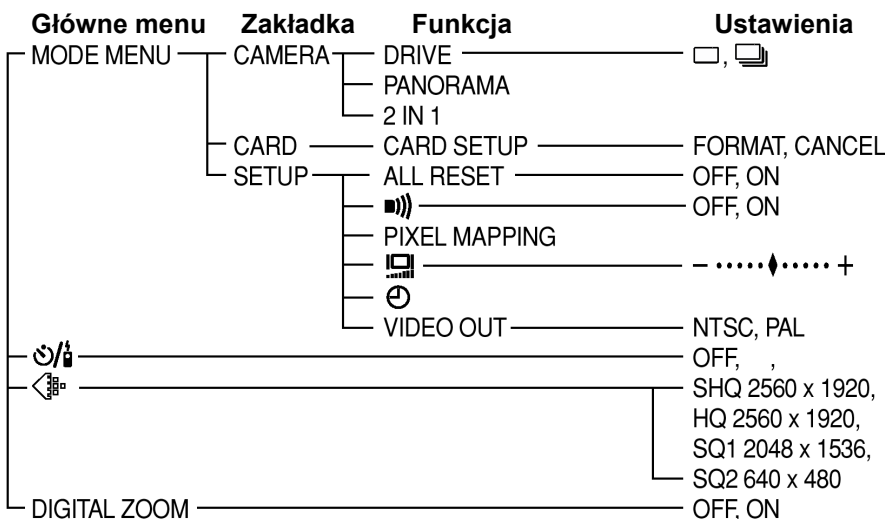 Główne menu Zakładka Funkcja Ustawienia
MODE MENU CAMERA DRIVE ,
PANORAMA
2 IN 1
CARD CARD SETUP FORMAT, CANCEL
SETUP ALL RESET OFF, ON
OFF, ON
PIXEL MAPPING
− +
VIDEO OUT NTSC, PAL
/ OFF, ,
SHQ 2560 x 1920,
HQ 2560 x 1920,
SQ1 2048 x 1536,
SQ2 640 x 480
DIGITAL ZOOM OFF, ON